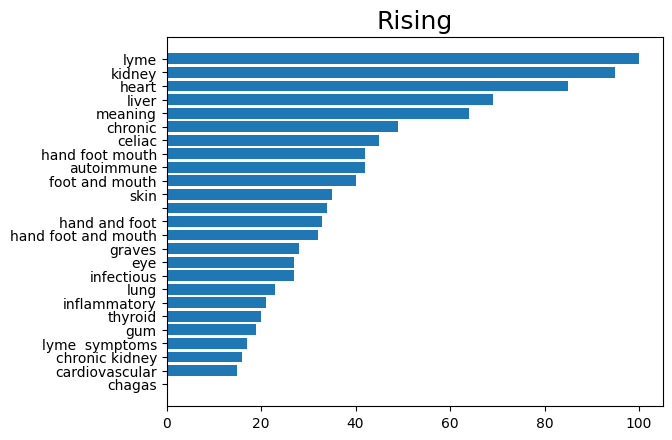 Rising
lyme
kidney
heart
liver
meaning
chronic
celiac
hand foot mouth
autoimmune
foot and mouth
skin
hand and foot
hand foot and mouth
graves
eye
infectious
lung
inflammatory
thyroid
gum
lyme  symptoms
chronic kidney
cardiovascular
chagas
0 20 40 60 80 100